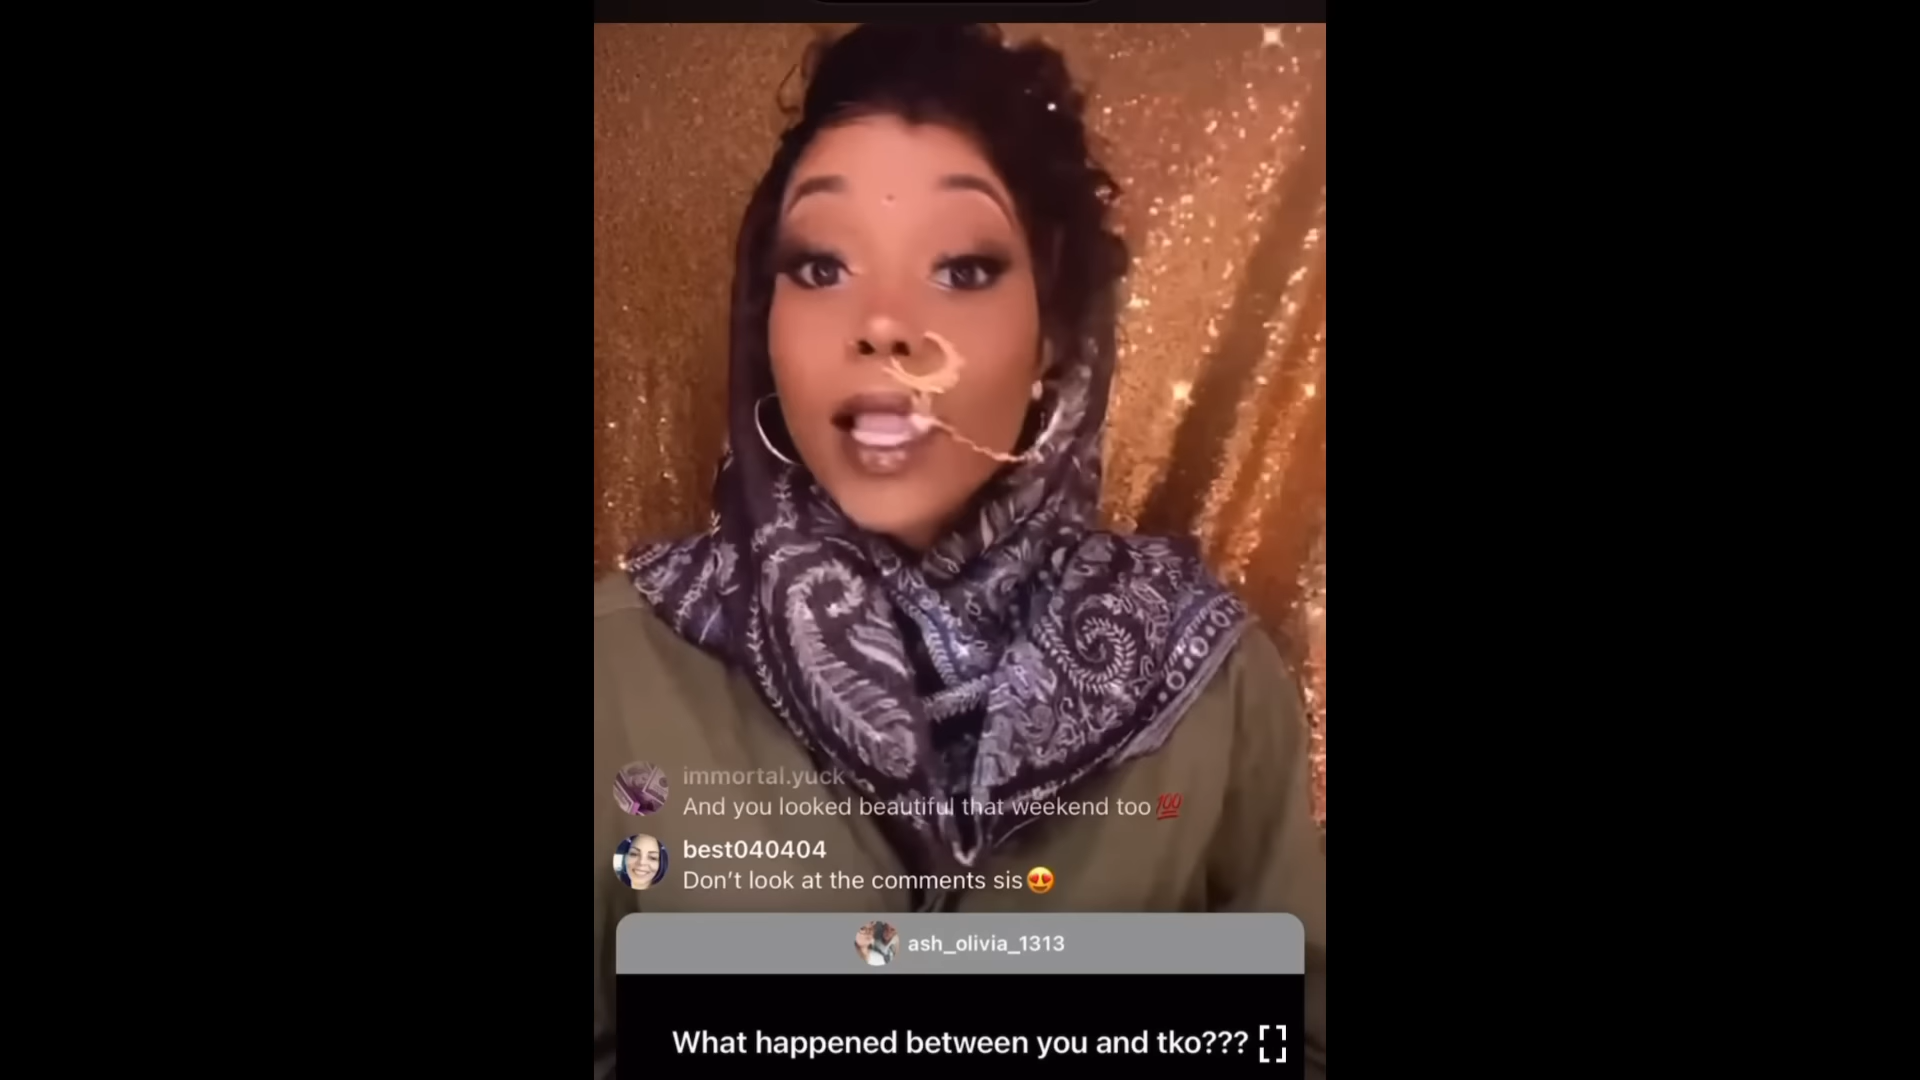 immortal.yuck
And you looked beautiful that weekend too 💯
best040404
Don’t look at the comments sis😍
ash_olivia_1313
What happened between you and tko???